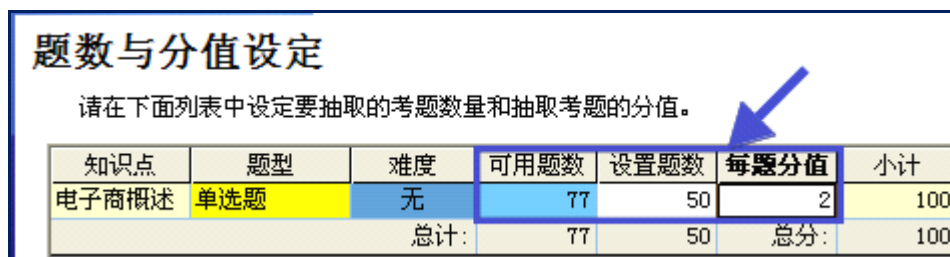 题数与分值设定
请在下面列表中设定要抽取的考题数量和抽取考题的分值。
知识点 题型 难度 可用题数 设置题数 每题分值 小计
电子商概述 单选题 无 77 50 2 100
总计: 77 50 总分: 100